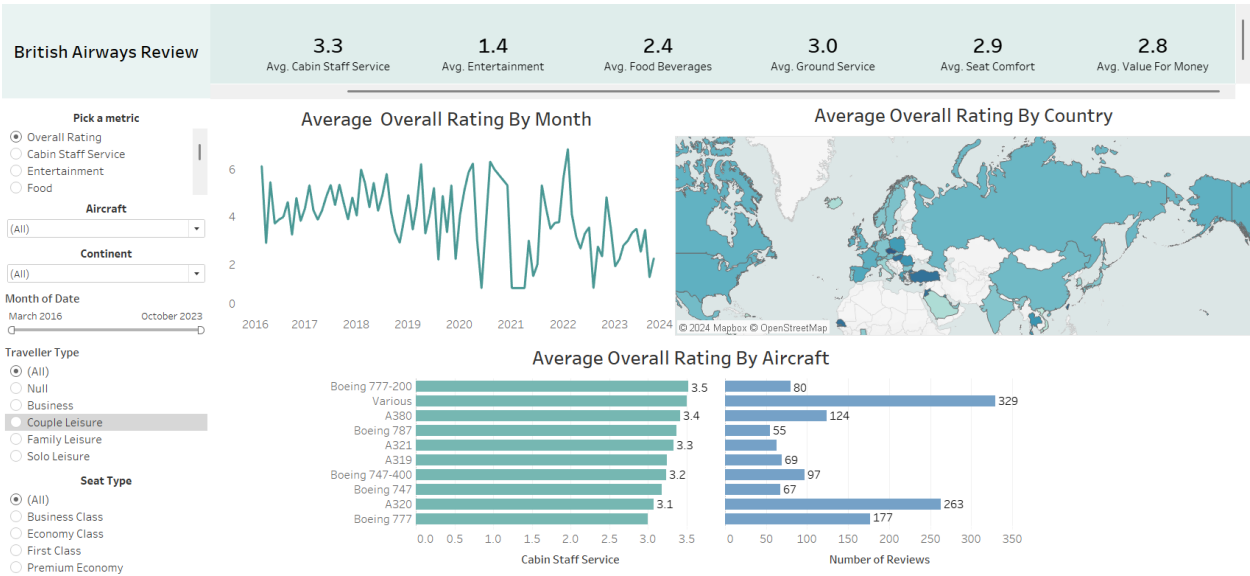 British Airways Review
3.3
Avg. Cabin Staff Service
1.4
Avg. Entertainment
2.4
Avg. Food Beverages
3.0
Avg. Ground Service
2.9
Avg. Seat Comfort
2.8
Avg. Value For Money
Pick a metric
Overall Rating
Cabin Staff Service
Entertainment
Food
Aircraft
(All)
Continent
(All)
Month of Date
March 2016 October 2023
Traveller Type
(All)
Null
Business
Couple Leisure
Family Leisure
Solo Leisure
Seat Type
(All)
Business Class
Economy Class
First Class
Premium Economy
Average Overall Rating By Month
6
4
2
0
2016 2017 2018 2019 2020 2021 2022 2023 2024
Average Overall Rating By Country
© 2024 Mapbox © OpenStreetMap
Average Overall Rating By Aircraft
Boeing 777-200 3.5 80
Various 329
A380 3.4 124
Boeing 787 55
A321 3.3
A319 69
Boeing 747-400 3.2 97
Boeing 747 67
A320 3.1 263
Boeing 777 177
0.0 0.5 1.0 1.5 2.0 2.5 3.0 3.5
Cabin Staff Service
0 50 100 150 200 250 300 350
Number of Reviews